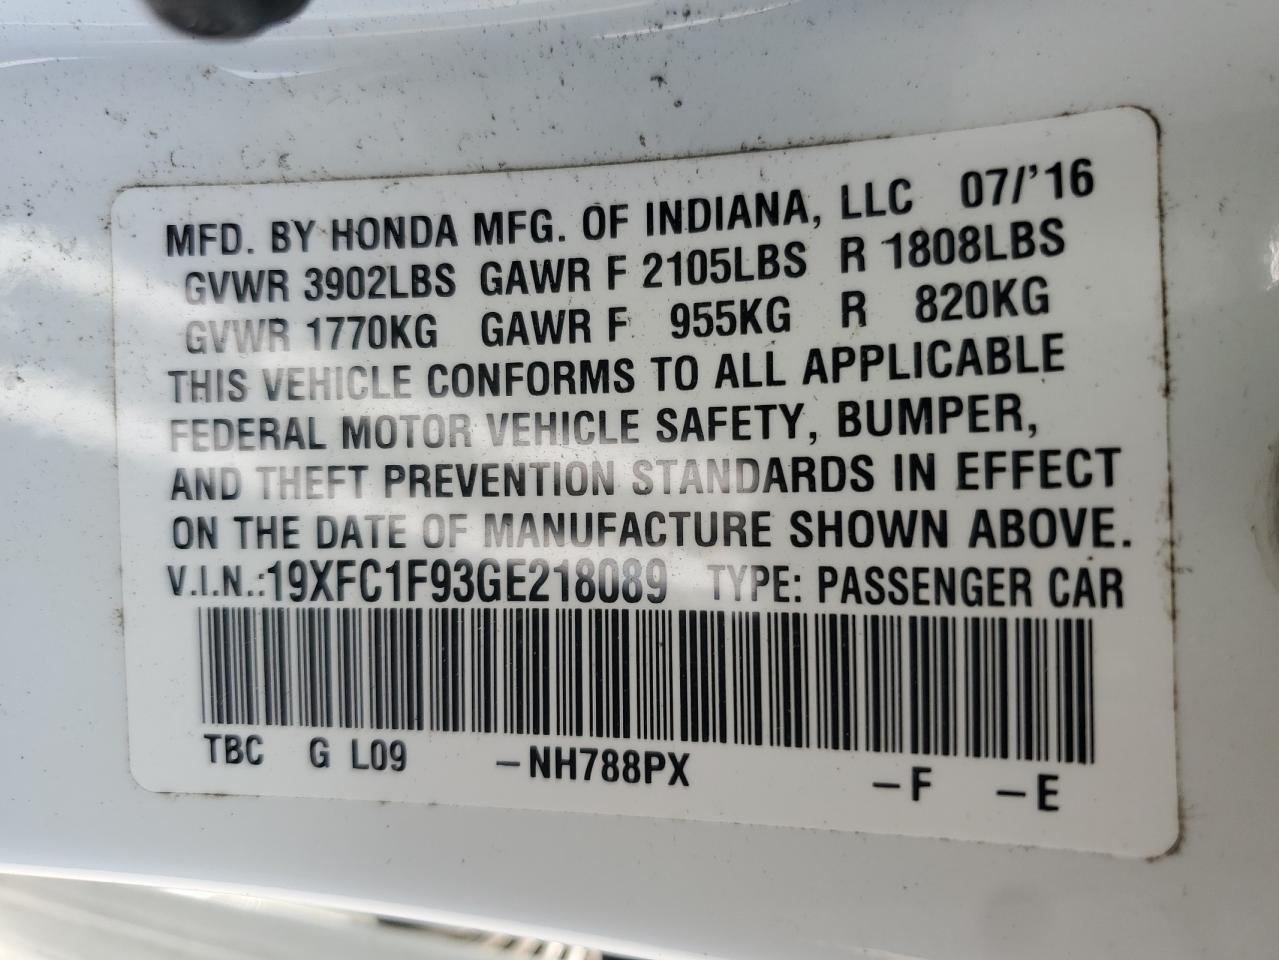 MFD. BY HONDA MFG. OF INDIANA, LLC 07/'16
GVWR 3902LBS GAWR F 2105LBS R 1808LBS
GVWR 1770KG GAWR F 955KG R 820KG
THIS VEHICLE CONFORMS TO ALL APPLICABLE
FEDERAL MOTOR VEHICLE SAFETY, BUMPER,
AND THEFT PREVENTION STANDARDS IN EFFECT
ON THE DATE OF MANUFACTURE SHOWN ABOVE.
V.I.N.:19XFC1F93GE218089 TYPE: PASSENGER CAR
TBC G L09 -NH788PX -F -E